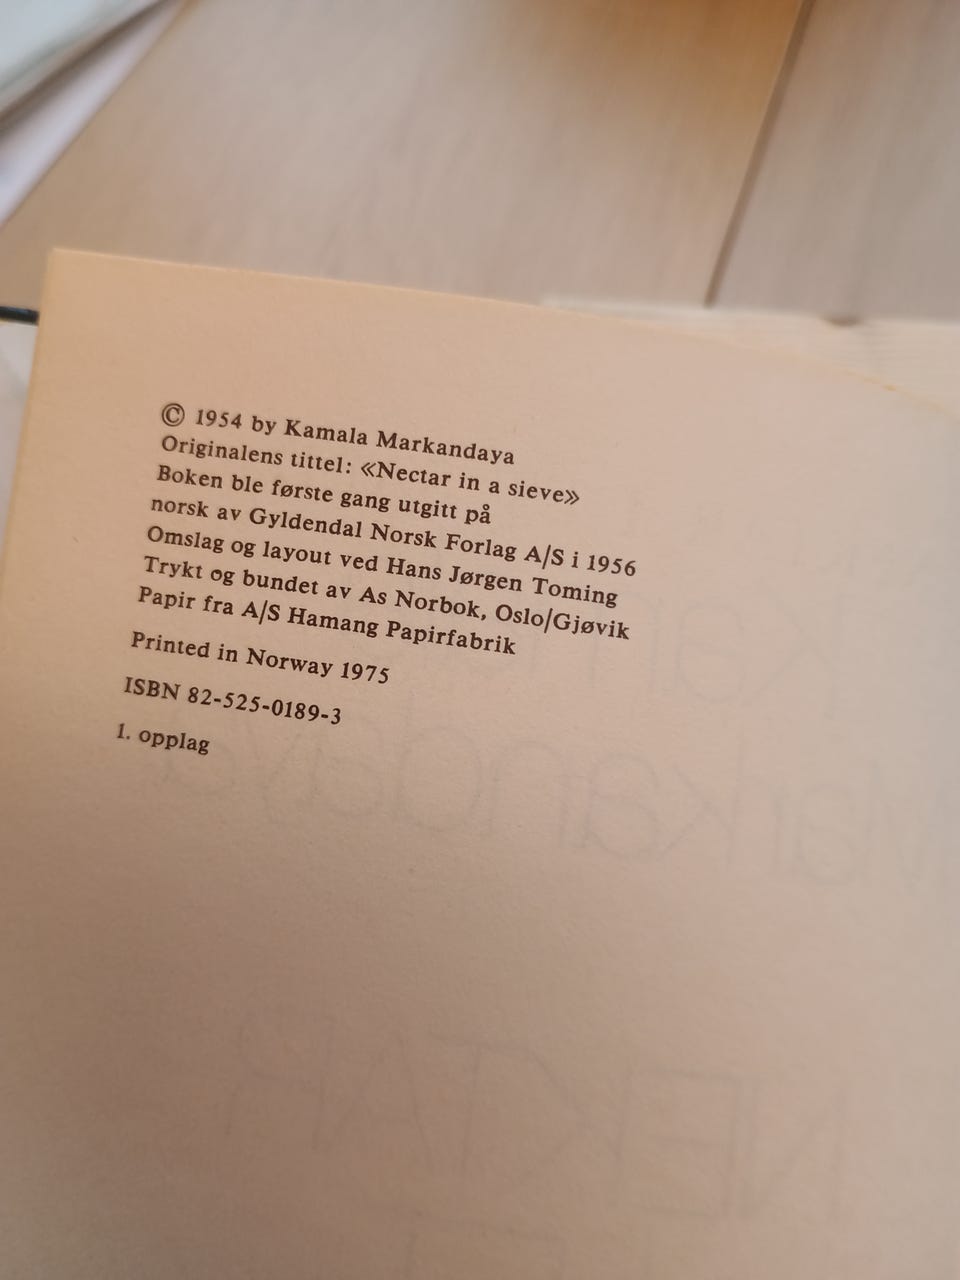 © 1954 by Kamala Markandaya
Originalens tittel: «Nectar in a sieve»
Boken ble første gang utgitt på
norsk av Gyldendal Norsk Forlag A/S i 1956
Omslag og layout ved Hans Jørgen Toming
Trykt og bundet av As Norbok, Oslo/Gjøvik
Papir fra A/S Hamang Papirfabrik
Printed in Norway 1975
ISBN 82-525-0189-3
1. opplag